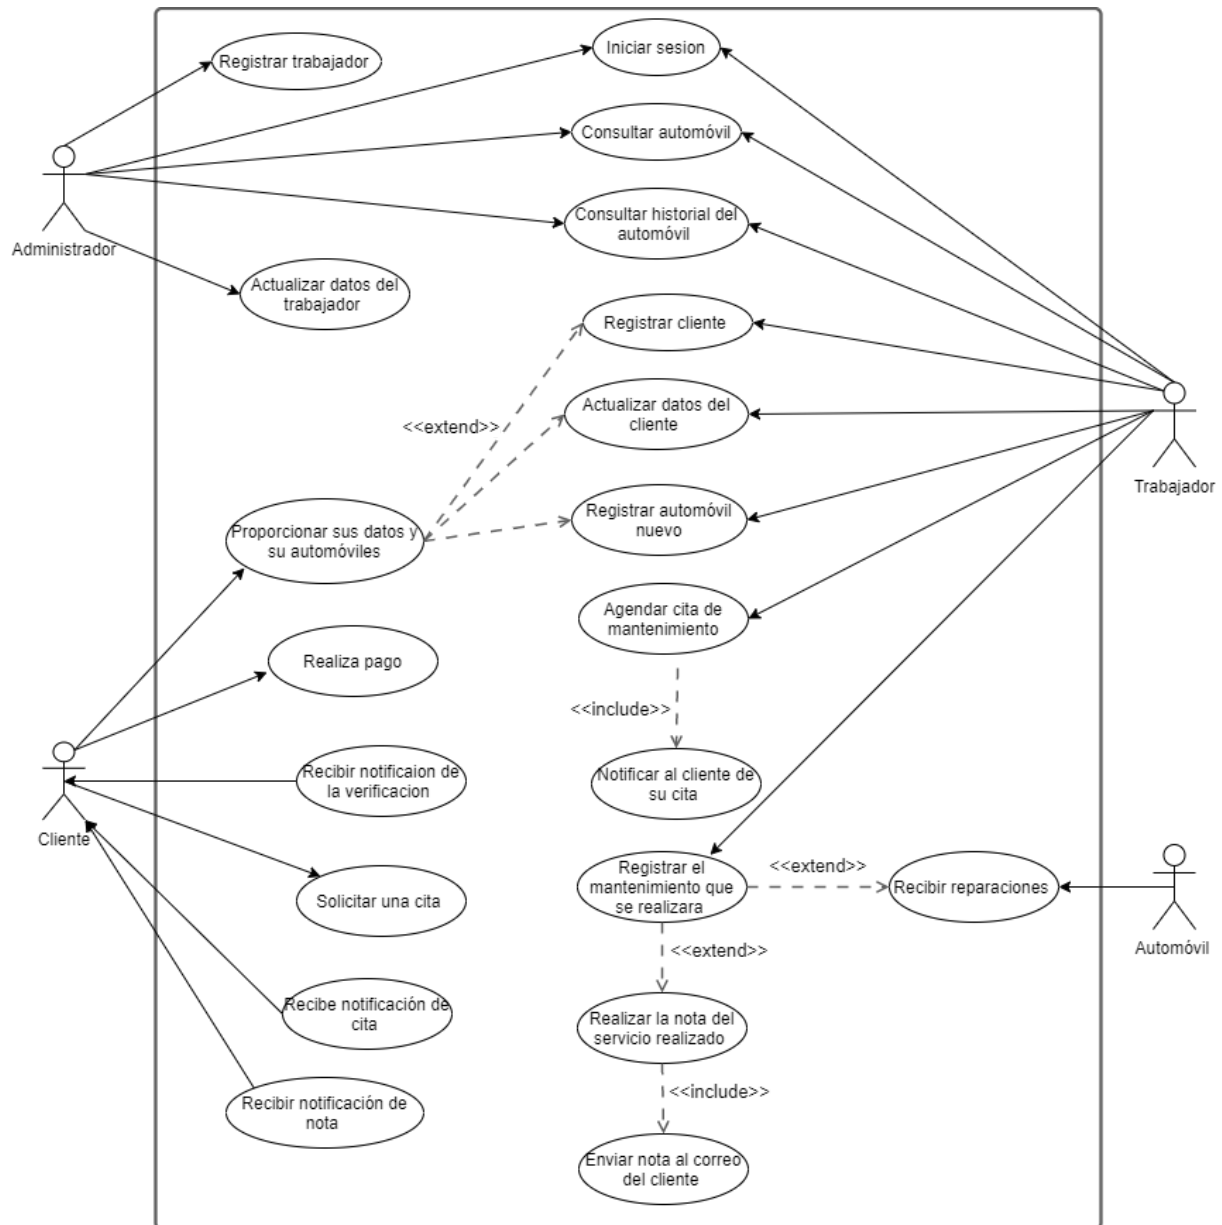 Iniciar sesion
Registrar trabajador
Consultar automóvil
Consultar historial del
automóvil
Administrador
Actualizar datos del
trabajador
Registrar cliente
Actualizar datos del
cliente
<<extend>>
Trabajador
Registrar automóvil
nuevo
Proporcionar sus datos y
su automóviles
Agendar cita de
mantenimiento
Realiza pago
<<include>>
Recibir notificaion de
la verificacion
Notificar al cliente de
su cita
Cliente
Registrar el
mantenimiento que
se realizara
<<extend>>
Recibir reparaciones
Automóvil
Solicitar una cita
<<extend>>
Recibe notificación de
cita
Realizar la nota del
servicio realizado
<<include>>
Recibir notificación de
nota
Enviar nota al correo
del cliente